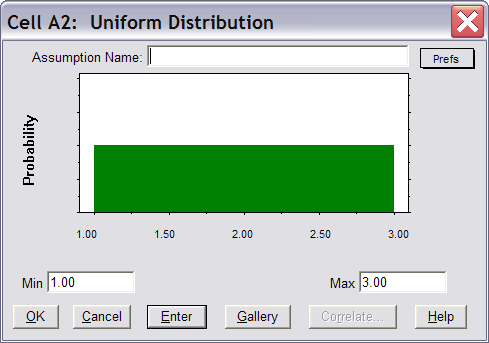 Cell A2: Uniform Distribution
Assumption Name:
Prefs
Probability
1.00 1.50 2.00 2.50 3.00
Min 1.00 Max 3.00
OK Cancel Enter Gallery Correlate... Help